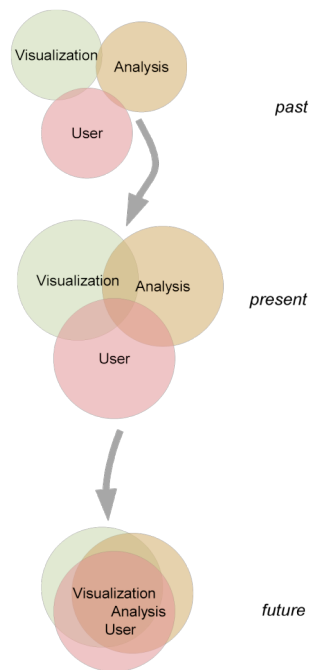 Visualization
Analysis
User
past
Visualization
Analysis
present
User
Visualization
Analysis
User
future